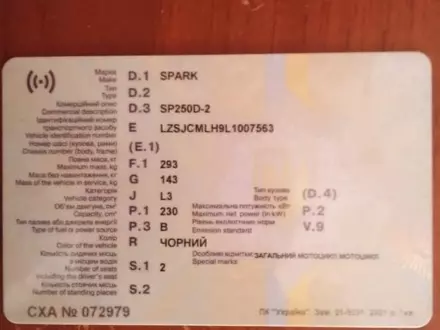 Марка D.1 SPARK
Make
Тип D.2
Type
Комерційний опис D.3 SP250D-2
Commercial description
Ідентифікаційний номер E LZSJCMLH9L1007563
транспортного засобу
Vehicle identification number
Номер шасі (кузова, рами) (E.1)
Chassis number (body, frame)
Повна маса, кг F.1 293
Maximum mass, kg
Маса без навантаження, кг G 143
Mass of the vehicle in service, kg
Категорія J L3 Тип кузова (D.4)
Vehicle category Body type
Об'єм двигуна, см³ P.1 230 Максимальна потужність кВт P.2
Capacity, cm³ Maximum net power (in kW)
Тип палива або джерело енергії P.3 B
Type of fuel or power source Emission standard V.9
Колір R ЧОРНИЙ
Color of the vehicle
Кількість сидячих місць S.1 2 Особливі відмітки ЗАГАЛЬНИЙ МОТОЦИКЛ МОТОЦИКЛ
з місцем водія Special marks
Number of seats
including the driver's seat
Кількість стоячих місць S.2
Number of standing places
СХА № 072979 ПК "Україна". Зам.